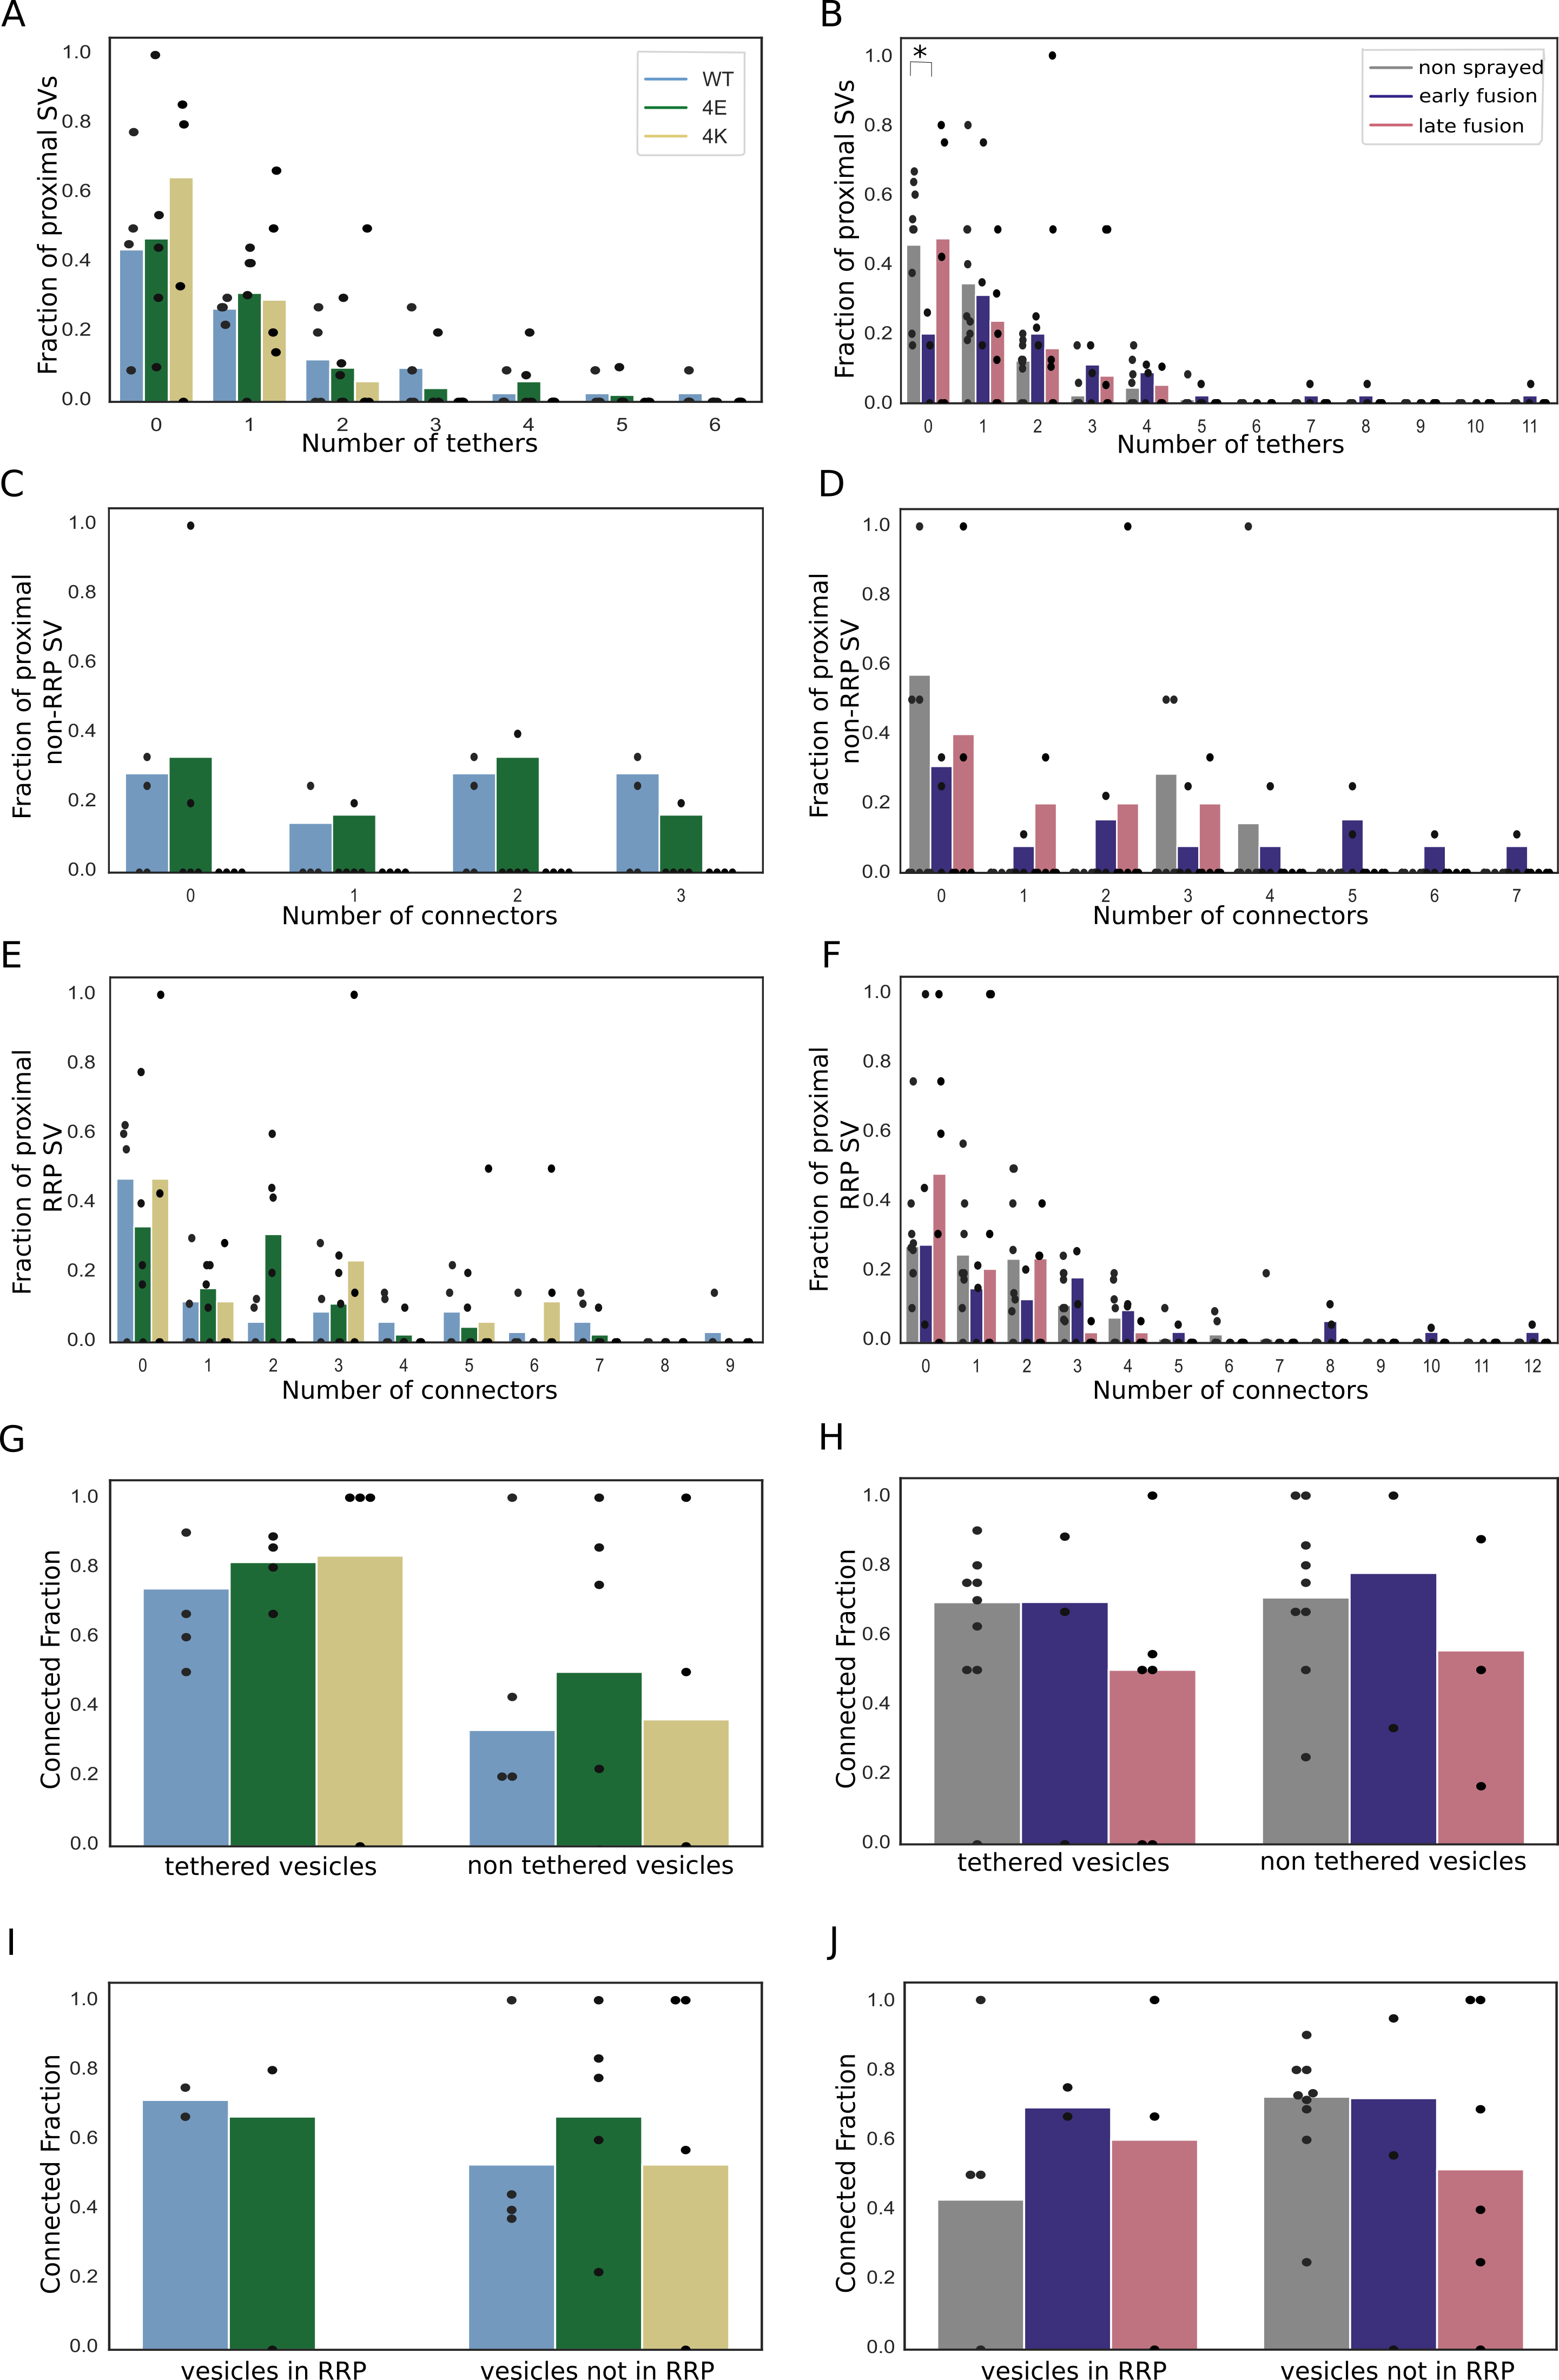 A
Fraction of proximal SVs
1.0
0.8
0.6
0.4
0.2
0.0
WT
4E
4K
0 1 2 3 4 5 6
Number of tethers
B
Fraction of proximal SVs
1.0
0.8
0.6
0.4
0.2
0.0
*
non sprayed
early fusion
late fusion
0 1 2 3 4 5 6 7 8 9 10 11
Number of tethers
C
Fraction of proximal
non-RRP SV
1.0
0.8
0.6
0.4
0.2
0.0
0 1 2 3
Number of connectors
D
Fraction of proximal
non-RRP SV
1.0
0.8
0.6
0.4
0.2
0.0
0 1 2 3 4 5 6 7
Number of connectors
E
Fraction of proximal
RRP SV
1.0
0.8
0.6
0.4
0.2
0.0
0 1 2 3 4 5 6 7 8 9
Number of connectors
F
Fraction of proximal
RRP SV
1.0
0.8
0.6
0.4
0.2
0.0
0 1 2 3 4 5 6 7 8 9 10 11 12
Number of connectors
G
Connected Fraction
1.0
0.8
0.6
0.4
0.2
0.0
tethered vesicles non tethered vesicles
H
Connected Fraction
1.0
0.8
0.6
0.4
0.2
0.0
tethered vesicles non tethered vesicles
I
Connected Fraction
1.0
0.8
0.6
0.4
0.2
0.0
vesicles in RRP vesicles not in RRP
J
Connected Fraction
1.0
0.8
0.6
0.4
0.2
0.0
vesicles in RRP vesicles not in RRP